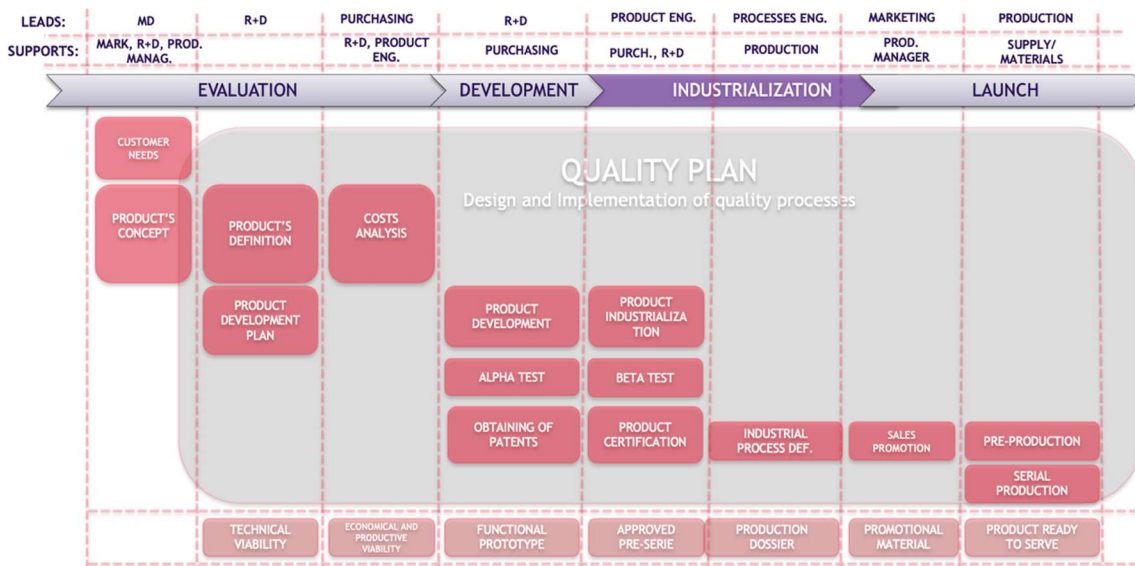 LEADS: MD R+D PURCHASING R+D PRODUCT ENG. PROCESSES ENG. MARKETING PRODUCTION
SUPPORTS: MARK, R+D, PROD. MANAG. R+D, PRODUCT ENG. PURCHASING PURCH., R+D PRODUCTION PROD. MANAGER SUPPLY/ MATERIALS
EVALUATION DEVELOPMENT INDUSTRIALIZATION LAUNCH
CUSTOMER
NEEDS
QUALITY PLAN
Design and Implementation of quality processes
PRODUCT'S
CONCEPT
PRODUCT'S
DEFINITION
COSTS
ANALYSIS
PRODUCT
DEVELOPMENT
PLAN
PRODUCT
DEVELOPMENT
PRODUCT
INDUSTRIALIZA
TION
ALPHA TEST
BETA TEST
OBTAINING OF
PATENTS
PRODUCT
CERTIFICATION
INDUSTRIAL
PROCESS DEF.
SALES
PROMOTION
PRE-PRODUCTION
SERIAL
PRODUCTION
TECHNICAL
VIABILITY
ECONOMICAL AND
PRODUCTIVE
VIABILITY
FUNCTIONAL
PROTOTYPE
APPROVED
PRE-SERIE
PRODUCTION
DOSSIER
PROMOTIONAL
MATERIAL
PRODUCT READY
TO SERVE